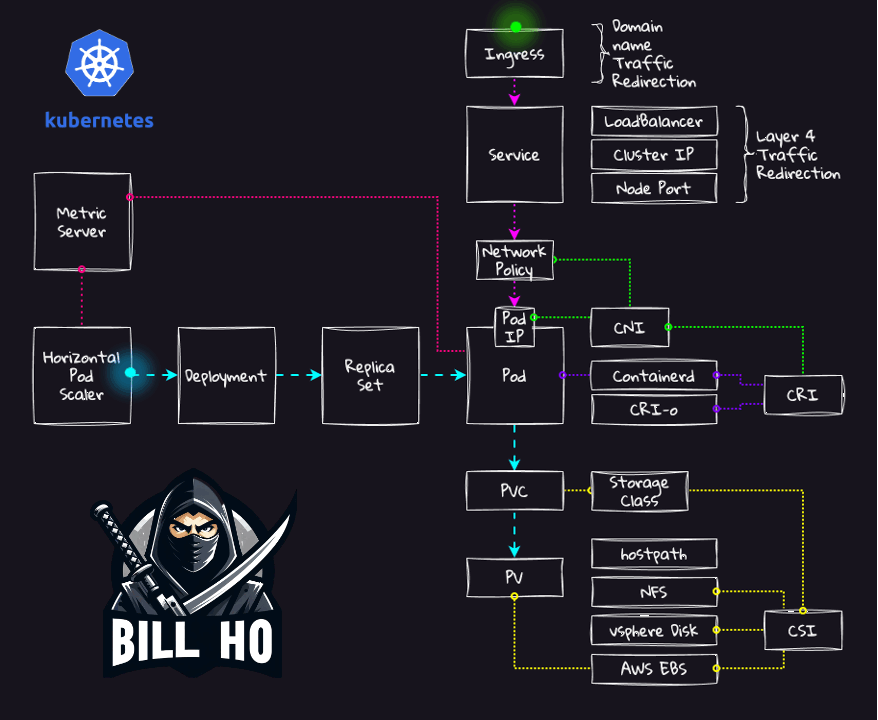 kubernetes
Ingress
Domain
name
Traffic
Redirection
Service
LoadBalancer
Cluster IP
Node Port
Layer 4
Traffic
Redirection
Metric
Server
Network
Policy
Pod
IP
CNI
Horizontal
Pod
Scaler
Deployment
Replica
Set
Pod
Containerd
CRI-o
CRI
PVC
Storage
Class
PV
hostpath
NFS
vsphere Disk
AWS EBS
CSI
BILL HO